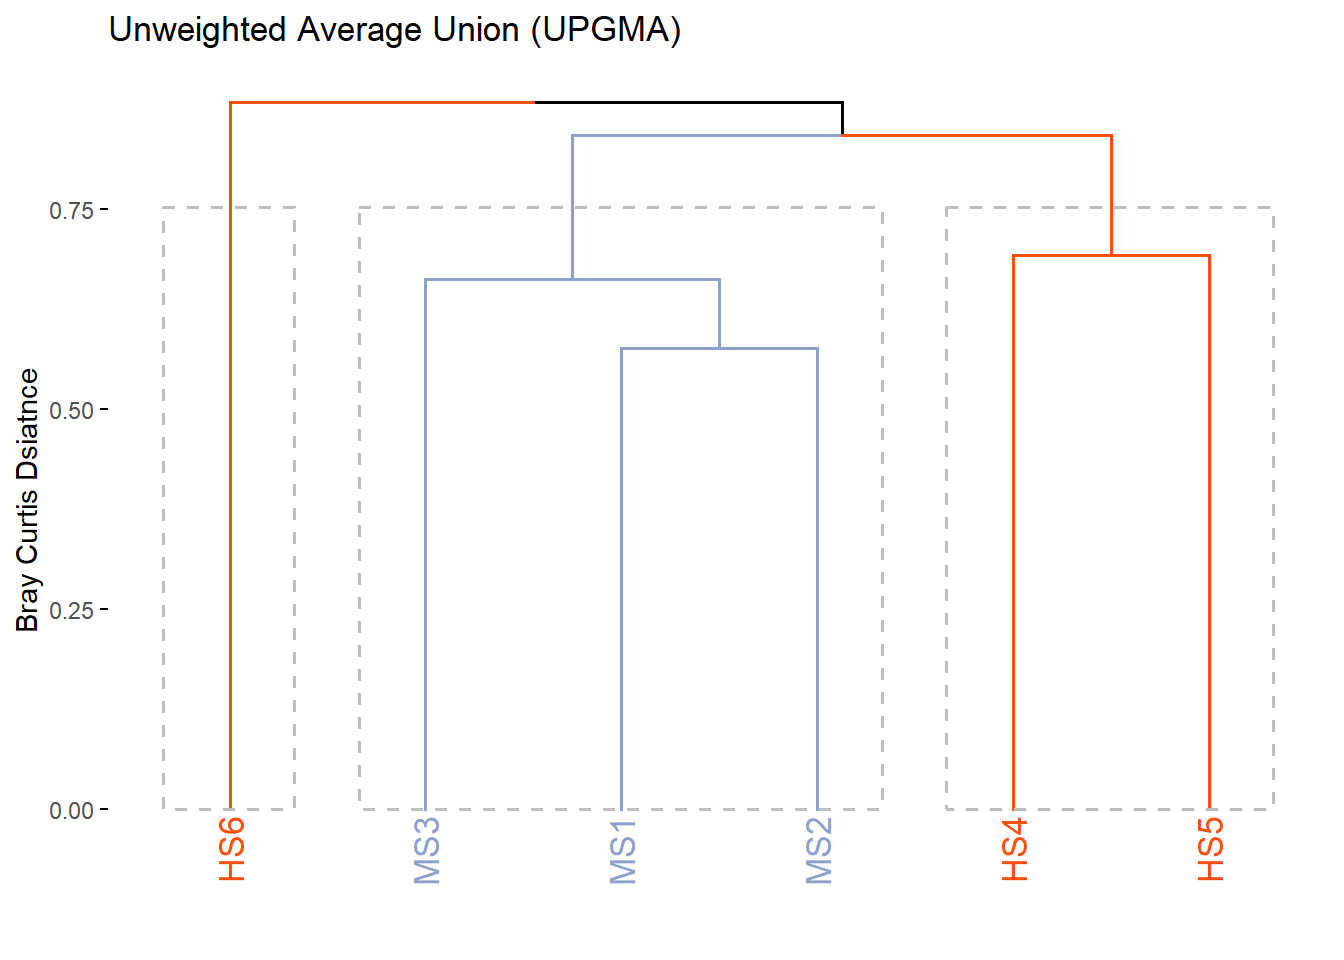 Unweighted Average Union (UPGMA)
0.75
0.50
0.25
0.00
Bray Curtis Dsiatnce
HS6
MS3
MS1
MS2
HS4
HS5